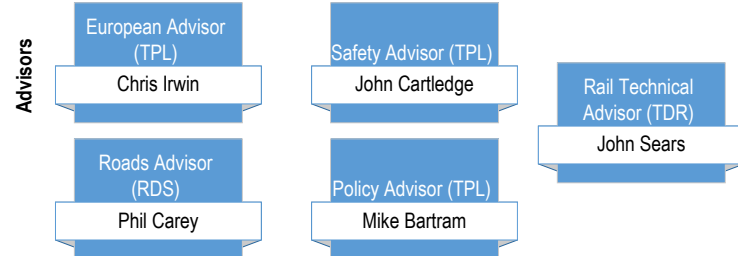 Advisors
European Advisor
(TPL)
Chris Irwin
Safety Advisor (TPL)
John Cartledge
Rail Technical
Advisor (TDR)
John Sears
Roads Advisor
(RDS)
Phil Carey
Policy Advisor (TPL)
Mike Bartram